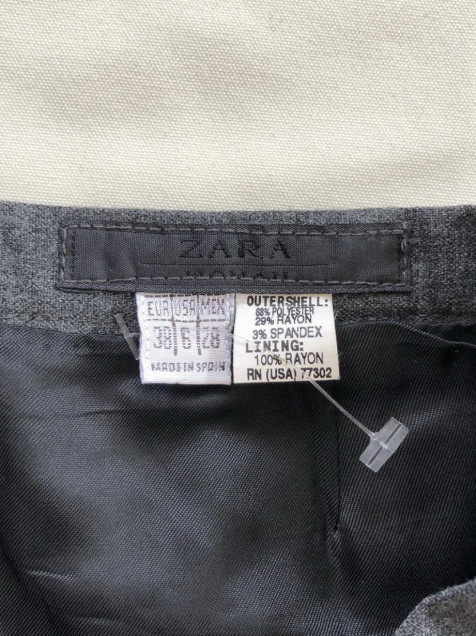 ZARA
WOMAN
EUR USA MEX
38 6 28
MADE IN SPAIN
OUTERSHELL:
68% POLYESTER
29% RAYON
3% SPANDEX
LINING:
100% RAYON
RN (USA) 77302